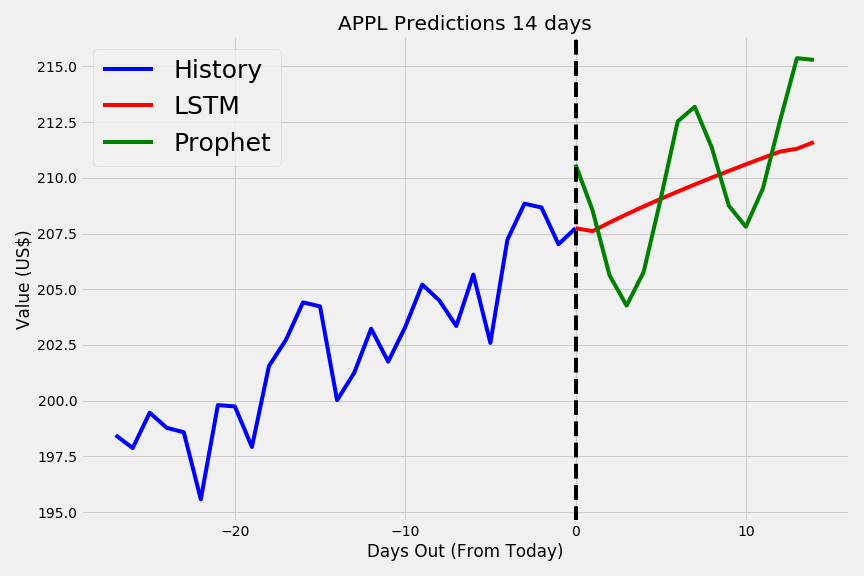 APPL Predictions 14 days
History
LSTM
Prophet
Value (US$)
215.0
212.5
210.0
207.5
205.0
202.5
200.0
197.5
195.0
−20
−10
0
10
Days Out (From Today)